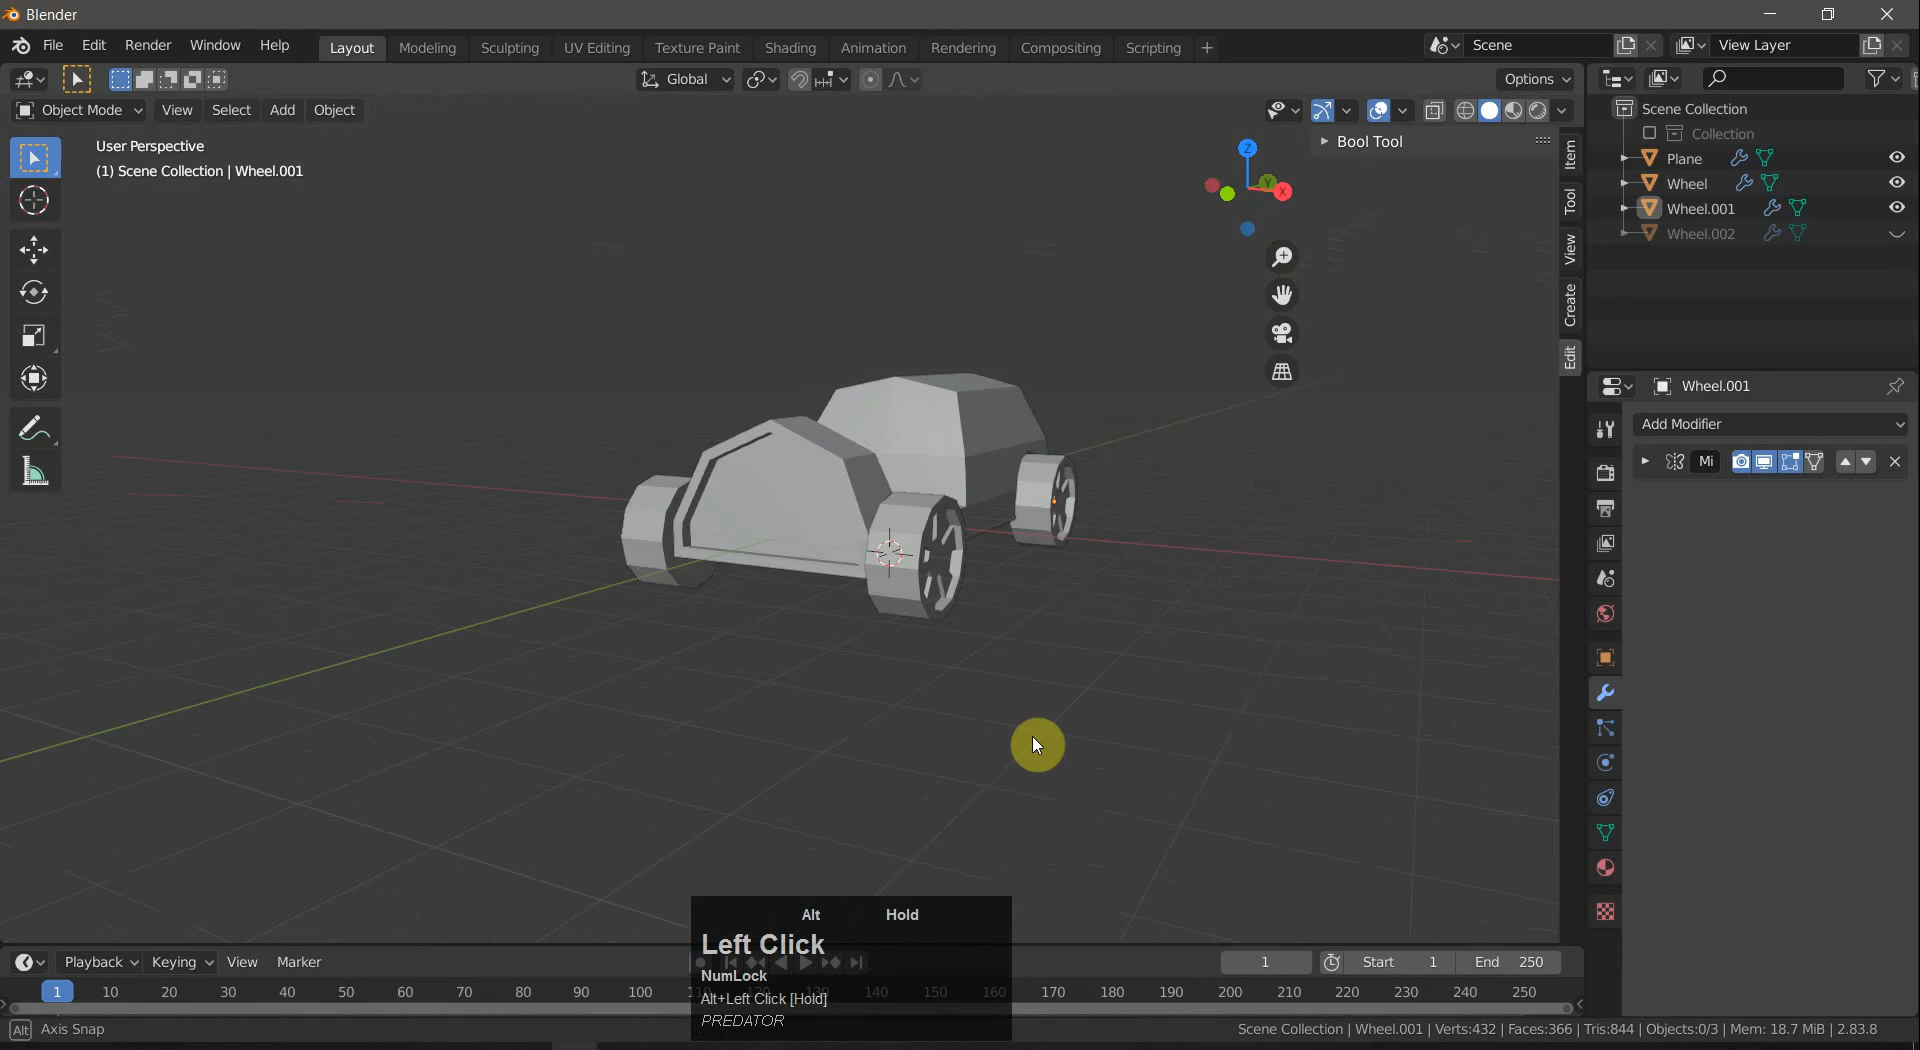 Blender
File Edit Render Window Help Layout Modeling Sculpting UV Editing Texture Paint Shading Animation Rendering Compositing Scripting + Scene View Layer
Global Options
Object Mode View Select Add Object
User Perspective
(1) Scene Collection | Wheel.001
Bool Tool
Z
Y
X
Item
Tool
View
Create
Edit
Scene Collection
Collection
Plane
Wheel
Wheel.001
Wheel.002
Wheel.001
Add Modifier
Mi
Alt Hold
Left Click
NumLock
Alt+Left Click [Hold]
PREDATOR
Playback Keying View Marker 1 Start 1 End 250
1 10 20 30 40 50 60 70 80 90 100 110 120 130 140 150 160 170 180 190 200 210 220 230 240 250
Alt Axis Snap
Scene Collection | Wheel.001 | Verts:432 | Faces:366 | Tris:844 | Objects:0/3 | Mem: 18.7 MiB | 2.83.8